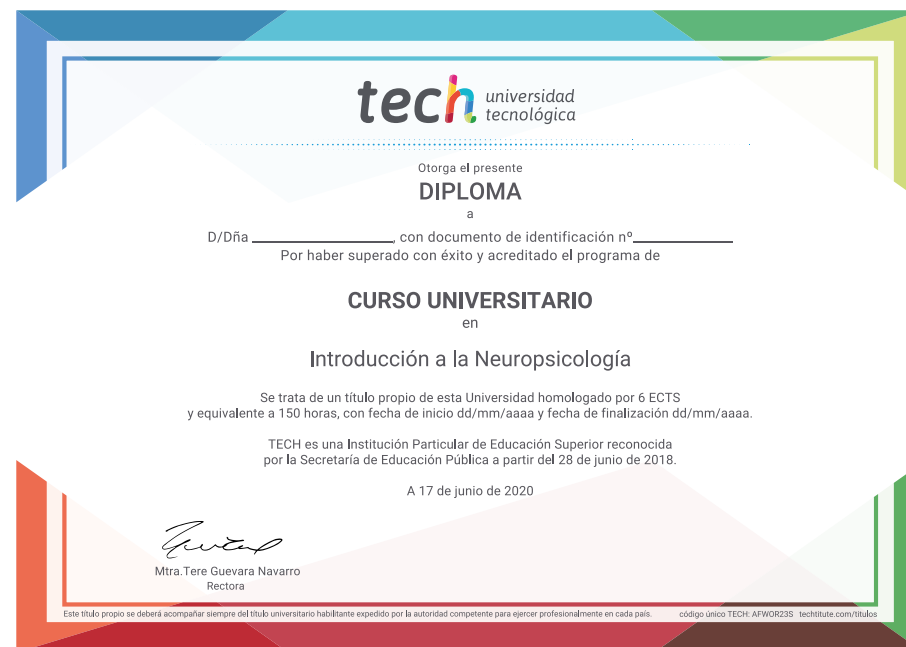 tech universidad
tecnológica
Otorga el presente
DIPLOMA
a
D/Dña ____________________, con documento de identificación nº______________
Por haber superado con éxito y acreditado el programa de
CURSO UNIVERSITARIO
en
Introducción a la Neuropsicología
Se trata de un título propio de esta Universidad homologado por 6 ECTS
y equivalente a 150 horas, con fecha de inicio dd/mm/aaaa y fecha de finalización dd/mm/aaaa.
TECH es una Institución Particular de Educación Superior reconocida
por la Secretaría de Educación Pública a partir del 28 de junio de 2018.
A 17 de junio de 2020
Mtra.Tere Guevara Navarro
Rectora
Este título propio se deberá acompañar siempre del título universitario habilitante expedido por la autoridad competente para ejercer profesionalmente en cada país. código único TECH: AFWOR23S techtitute.com/titulos